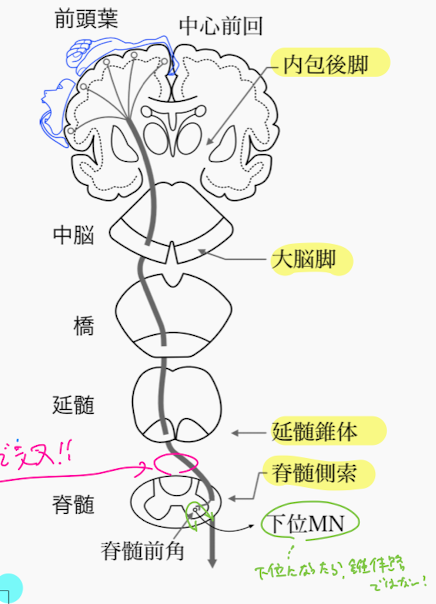 前頭葉
中心前回
内包後脚
中脳
大脳脚
橋
延髄
延髄錐体
で交叉!!
脊髄側索
脊髄
下位MN
脊髄前角
下位になったら、錐体路
ではない!